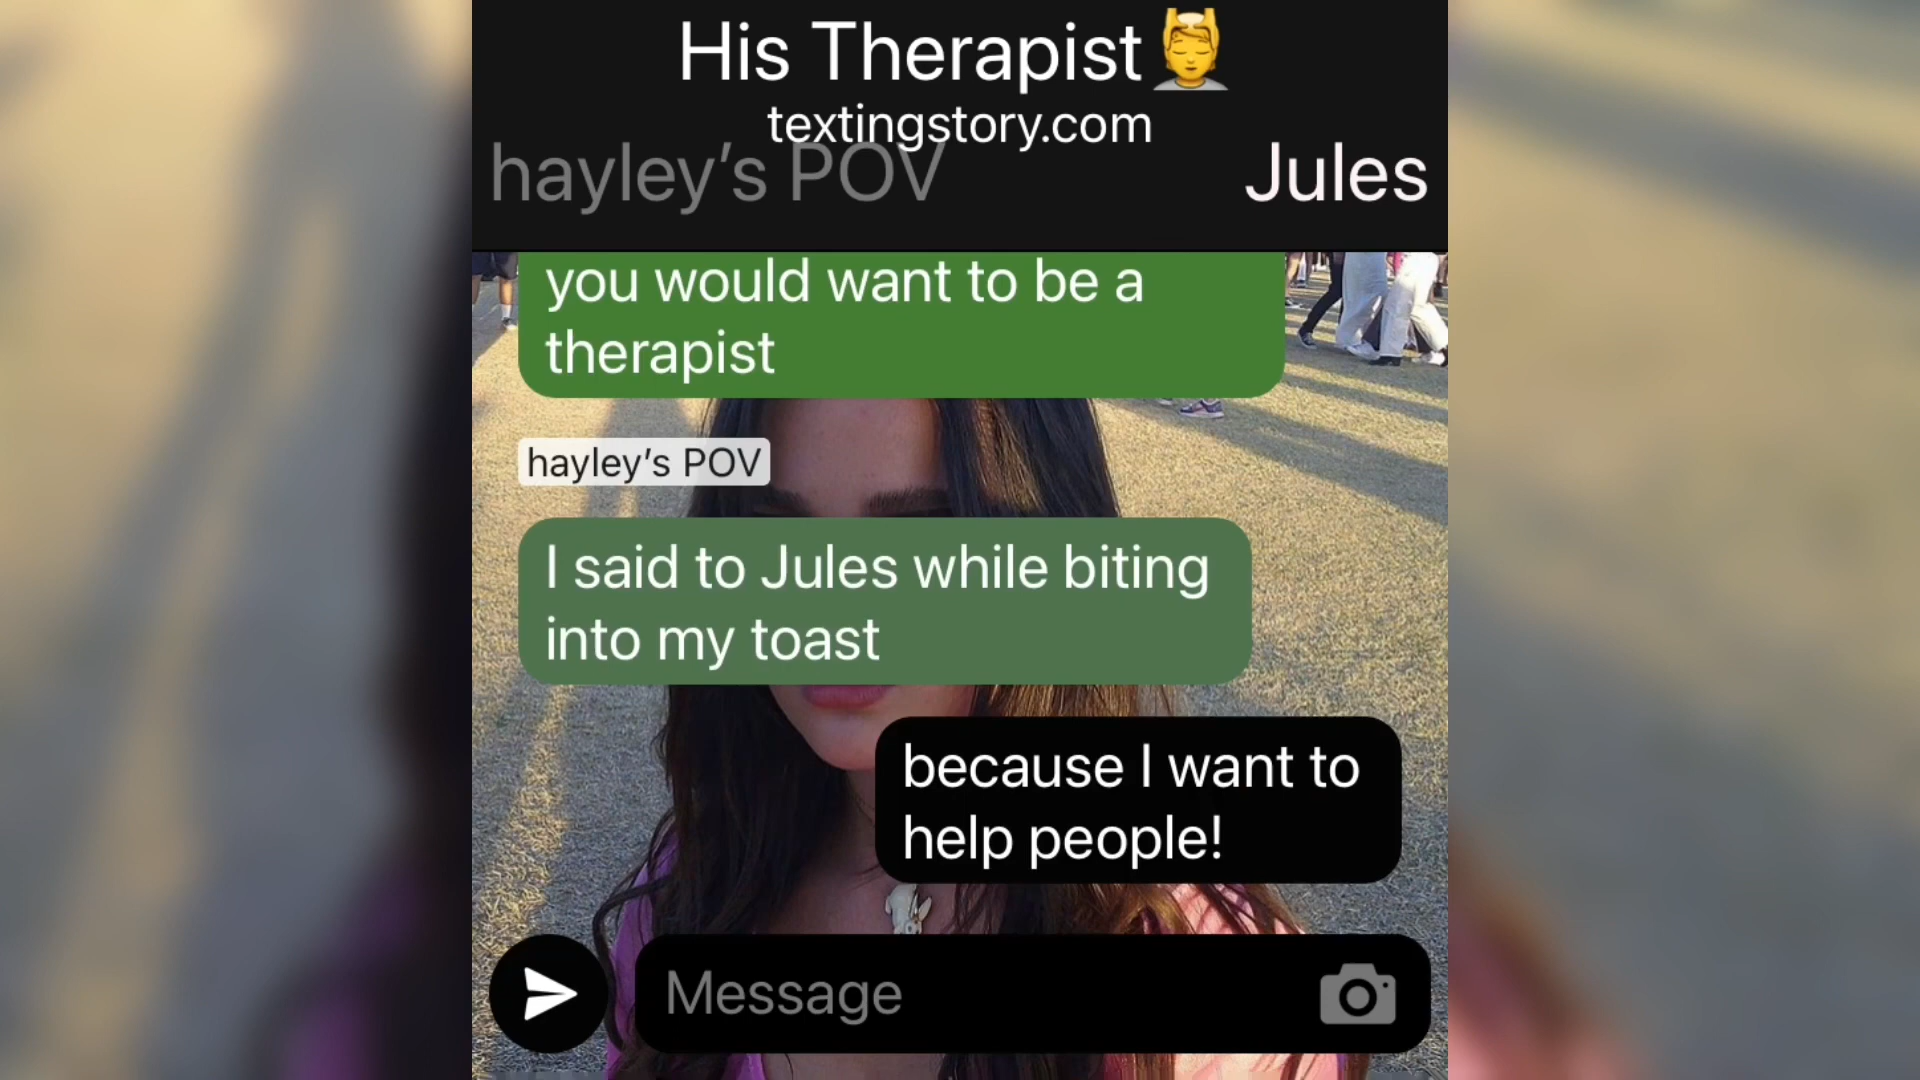 His Therapist💆
textingstory.com
hayley’s POV
Jules
you would want to be a
therapist
hayley’s POV
I said to Jules while biting
into my toast
because I want to
help people!
Message